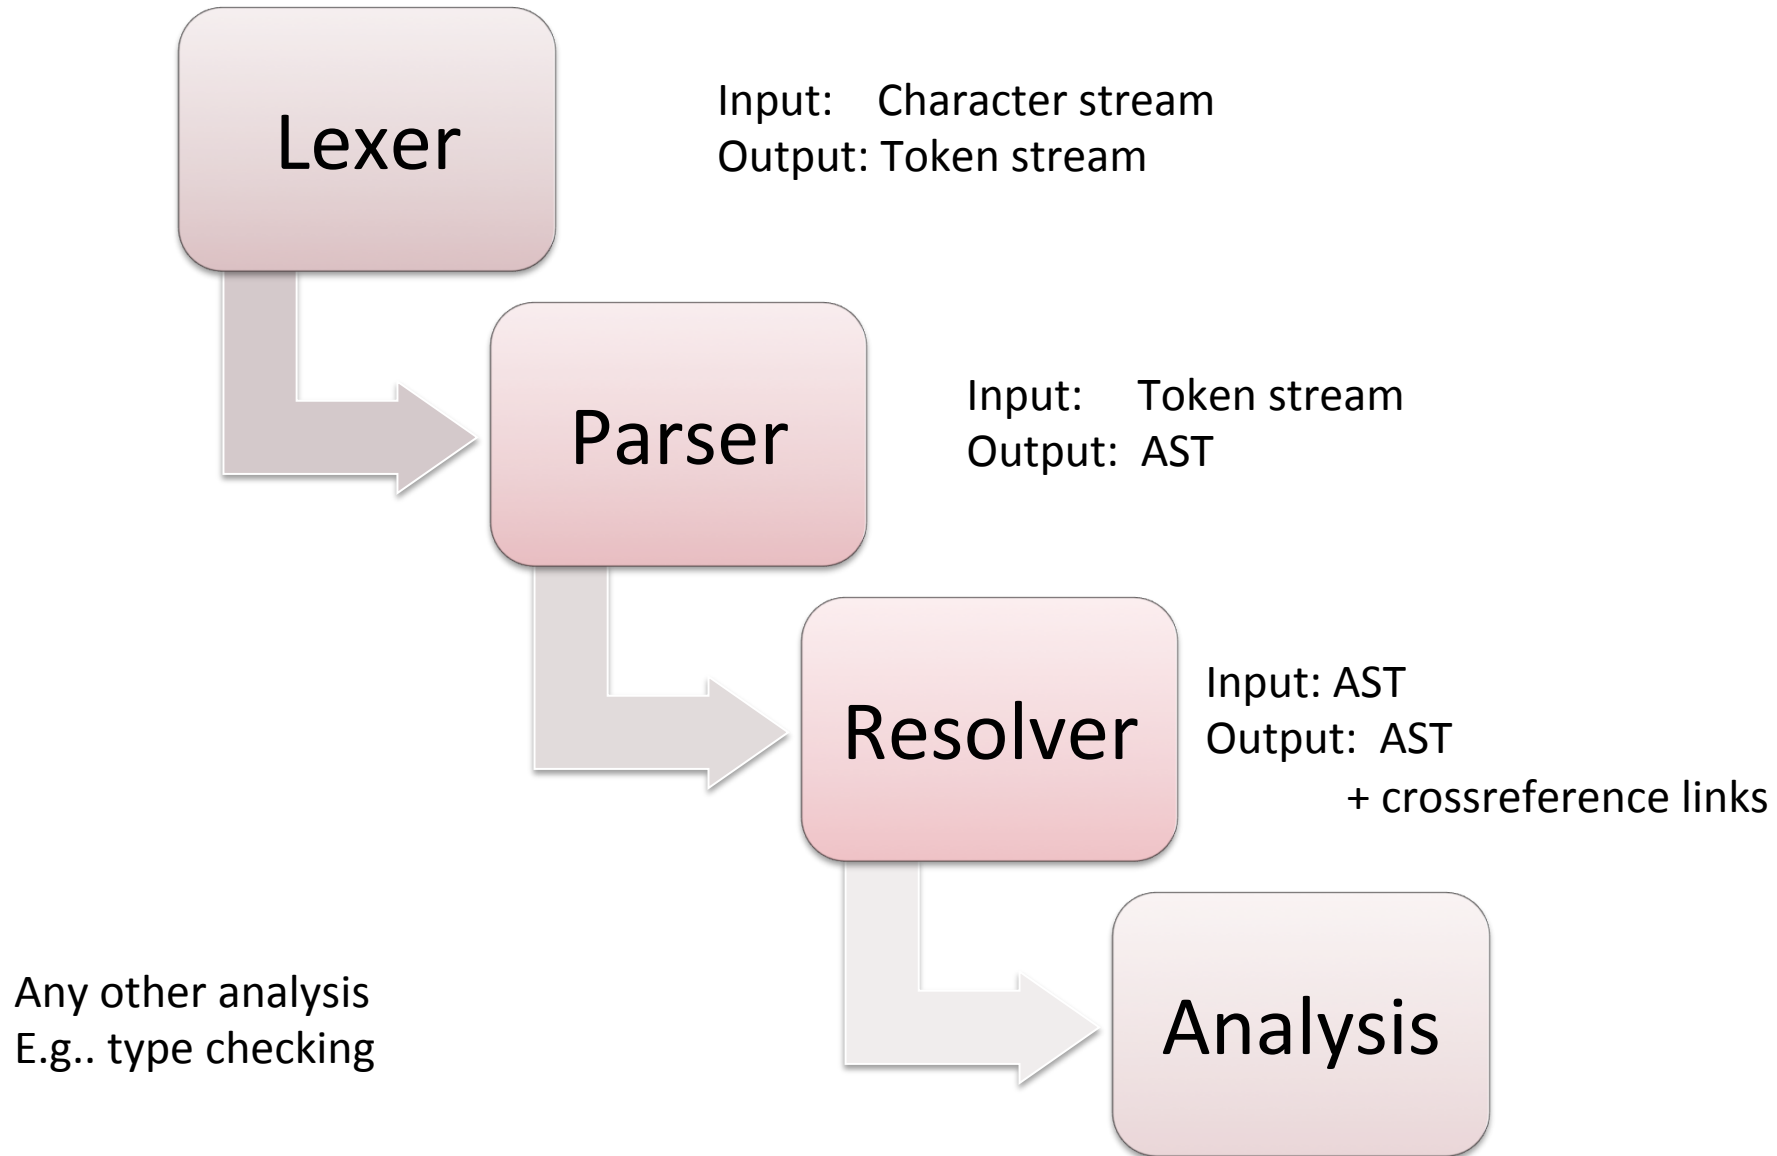 Lexer
Input: Character stream
Output: Token stream
Parser
Input: Token stream
Output: AST
Resolver
Input: AST
Output: AST
+ crossreference links
Any other analysis
E.g.. type checking
Analysis